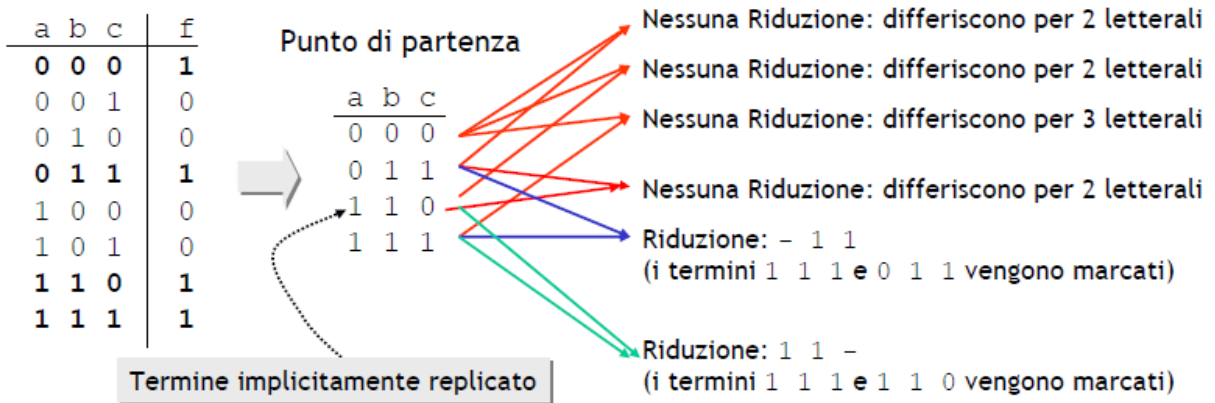 a b c f
0 0 0 1
0 0 1 0
0 1 0 0
0 1 1 1
1 0 0 0
1 0 1 0
1 1 0 1
1 1 1 1
Punto di partenza
a b c
0 0 0
0 1 1
1 1 0
1 1 1
Termine implicitamente replicato
Nessuna Riduzione: differiscono per 2 letterali
Nessuna Riduzione: differiscono per 2 letterali
Nessuna Riduzione: differiscono per 3 letterali
Nessuna Riduzione: differiscono per 2 letterali
Riduzione: - 1 1
(i termini 1 1 1 e 0 1 1 vengono marcati)
Riduzione: 1 1 -
(i termini 1 1 1 e 1 1 0 vengono marcati)